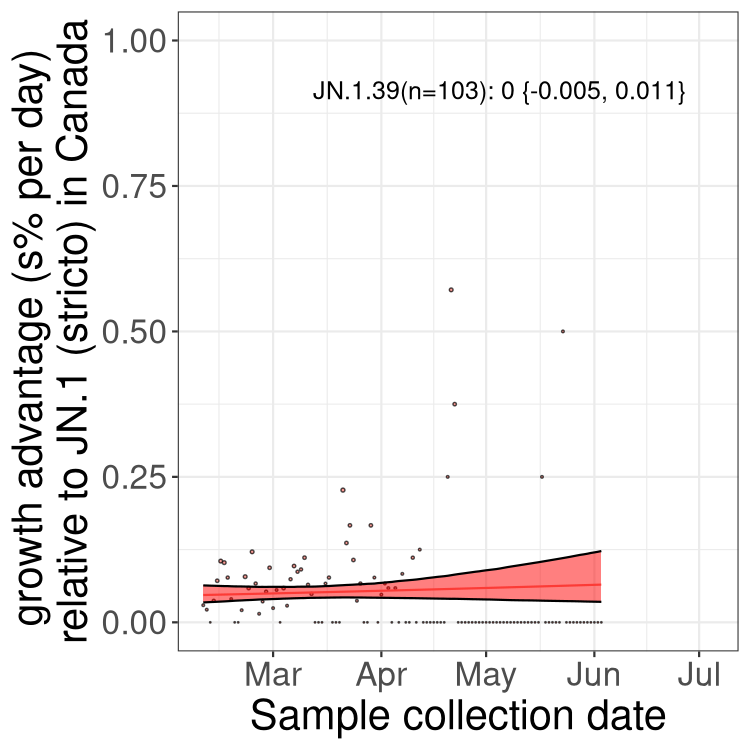 growth advantage (s% per day)
relative to JN.1 (stricto) in Canada
1.00
0.75
0.50
0.25
0.00
JN.1.39(n=103): 0 {-0.005, 0.011}
Mar Apr May Jun Jul
Sample collection date